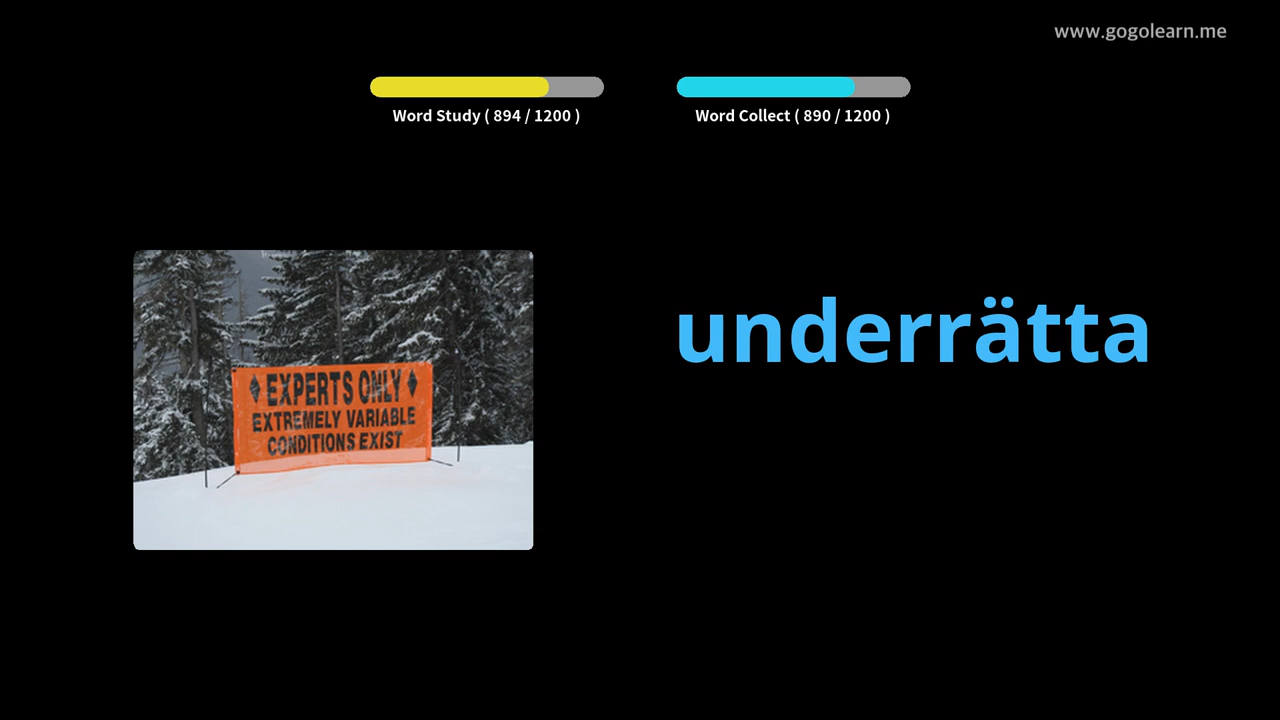 www.gogolearn.me
Word Study ( 894 / 1200 )
Word Collect ( 890 / 1200 )
EXPERTS ONLY
EXTREMELY VARIABLE
CONDITIONS EXIST
underrätta